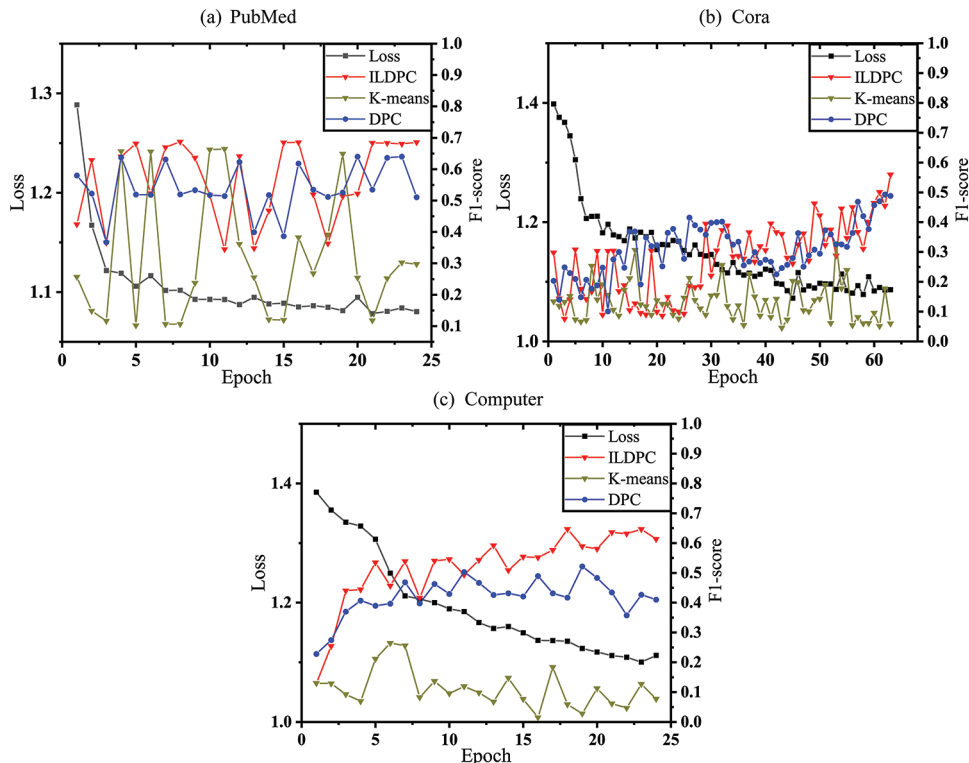 (a) PubMed
Loss
ILDPC
K-means
DPC
1.3
1.2
1.1
1.0
0.9
0.8
0.7
0.6
0.5
0.4
0.3
0.2
0.1
0 5 10 15 20 25
Loss
F1-score
Epoch
(b) Cora
Loss
ILDPC
K-means
DPC
1.4
1.2
1.0
1.0
0.9
0.8
0.7
0.6
0.5
0.4
0.3
0.2
0.1
0.0
0 10 20 30 40 50 60
Loss
F1-score
Epoch
(c) Computer
Loss
ILDPC
K-means
DPC
1.4
1.2
1.0
1.0
0.9
0.8
0.7
0.6
0.5
0.4
0.3
0.2
0.1
0.0
0 5 10 15 20 25
Loss
F1-score
Epoch